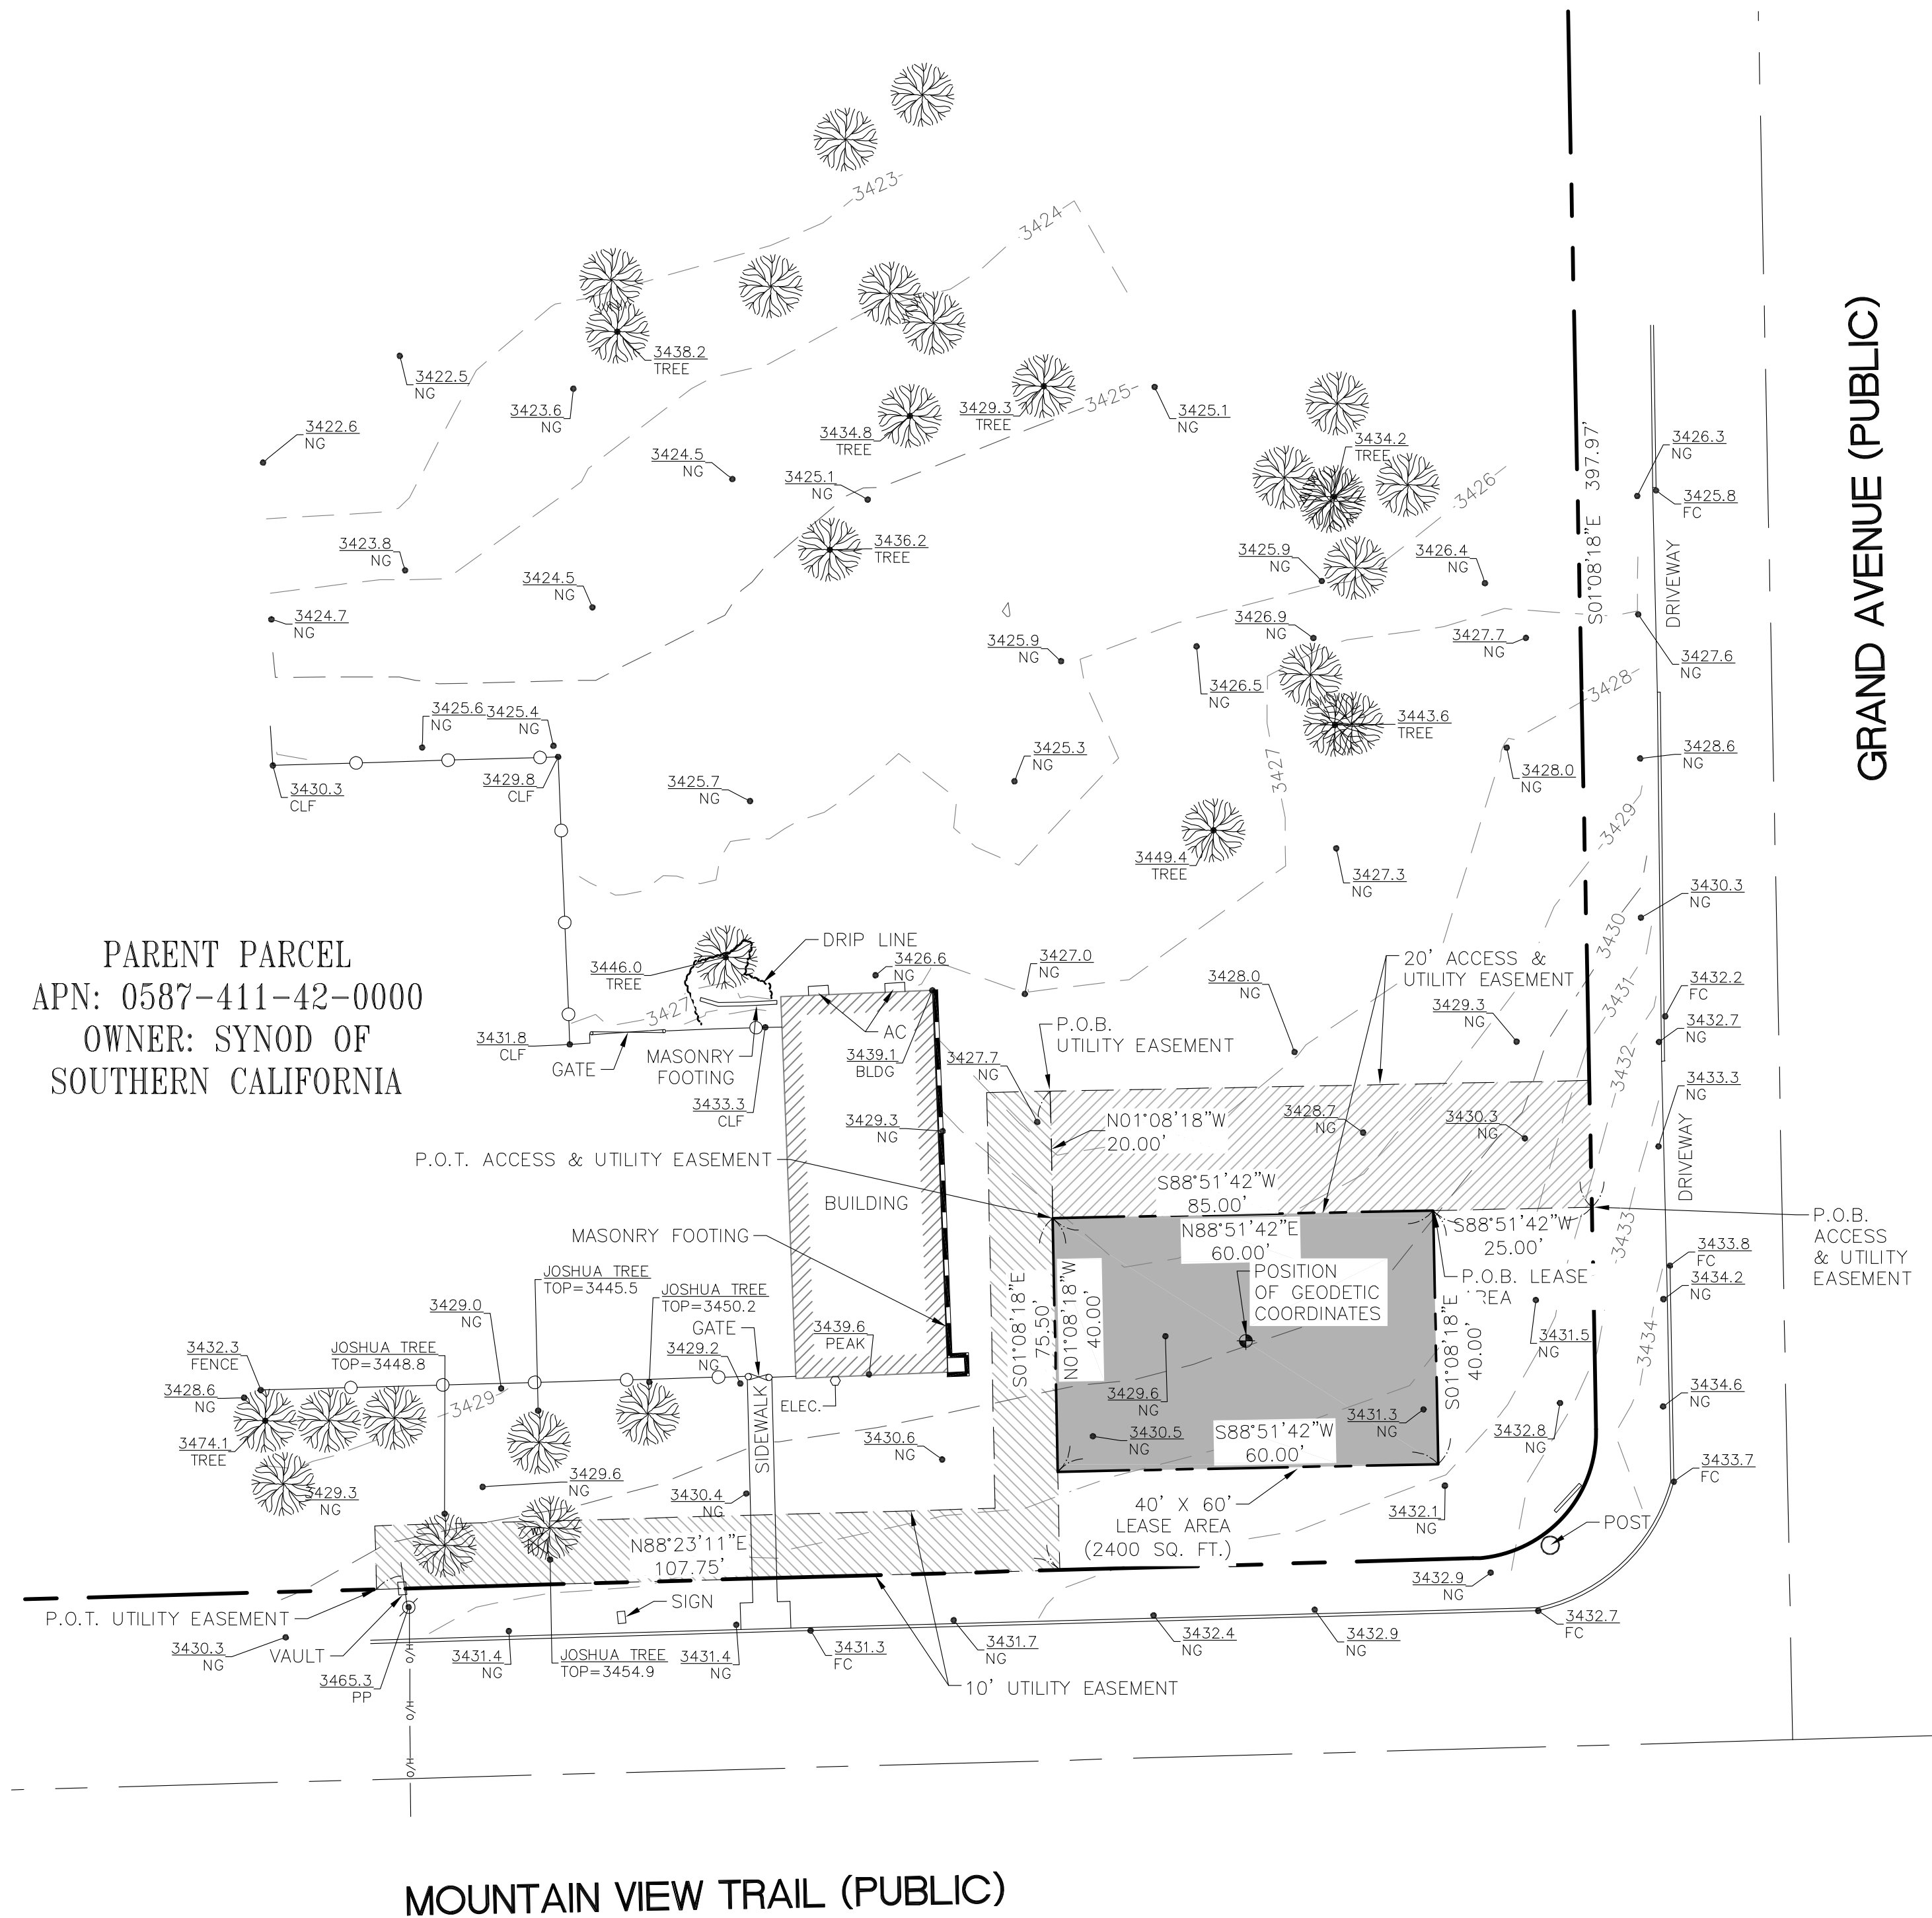 -3423-
-3424-
3438.2
TREE
3422.5
NG
3423.6
NG
3429.3
TREE
-3425-
3425.1
NG
3422.6
NG
3434.8
TREE
3434.2
TREE
3426.3
NG
3424.5
NG
3425.1
NG
-3426-
3425.8
FC
S01°08'18"E 397.97'
GRAND AVENUE (PUBLIC)
3423.8
NG
3436.2
TREE
3425.9
NG
3426.4
NG
DRIVEWAY
3424.5
NG
3424.7
NG
3425.9
NG
3426.9
NG
3427.7
NG
3427.6
NG
3426.5
NG
-3428-
3425.6
NG
3425.4
NG
3443.6
TREE
3428.6
NG
3430.3
CLF
3429.8
CLF
3425.7
NG
3425.3
NG
3427
3428.0
NG
-3429-
3449.4
TREE
3427.3
NG
3430.3
NG
PARENT PARCEL
APN: 0587-411-42-0000
OWNER: SYNOD OF
SOUTHERN CALIFORNIA
DRIP LINE
3446.0
TREE
3426.6
NG
3427.0
NG
3428.0
NG
20' ACCESS &
UTILITY EASEMENT
3430
-3431-
3432.2
FC
3427
AC
3429.3
NG
P.O.B.
UTILITY EASEMENT
3431.8
CLF
GATE
MASONRY
FOOTING
3439.1
BLDG
3427.7
NG
-3432-
3432.7
NG
3433.3
CLF
3429.3
NG
N01°08'18"W
20.00'
3428.7
NG
3430.3
NG
3433.3
NG
DRIVEWAY
P.O.T. ACCESS & UTILITY EASEMENT
BUILDING
S88°51'42"W
85.00'
N88°51'42"E
60.00'
S88°51'42"W
25.00'
-3433
P.O.B.
ACCESS
& UTILITY
EASEMENT
MASONRY FOOTING
POSITION
OF GEODETIC
COORDINATES
P.O.B. LEASE
AREA
3433.8
FC
3434.2
NG
JOSHUA TREE
TOP=3445.5
JOSHUA TREE
TOP=3450.2
S01°08'18"E
75.50'
N01°08'18"W
40.00'
S01°08'18"E
40.00'
3431.5
NG
-3434-
3429.0
NG
GATE
3429.2
NG
3439.6
PEAK
3432.3
FENCE
JOSHUA TREE
TOP=3448.8
3428.6
NG
-3429-
SIDEWALK
ELEC.
3429.6
NG
3431.3
NG
3434.6
NG
3474.1
TREE
3430.6
NG
3430.5
NG
S88°51'42"W
60.00'
3432.8
NG
3429.3
NG
3429.6
NG
3430.4
NG
3433.7
FC
40' X 60'
LEASE AREA
(2400 SQ. FT.)
3432.1
NG
POST
N88°23'11"E
107.75'
3432.9
NG
P.O.T. UTILITY EASEMENT
SIGN
3432.7
FC
3430.3
NG
VAULT
3431.4
NG
JOSHUA TREE
TOP=3454.9
3431.4
NG
3431.3
FC
3431.7
NG
3432.4
NG
3432.9
NG
3465.3
PP
10' UTILITY EASEMENT
O/H
O/H
O/H
MOUNTAIN VIEW TRAIL (PUBLIC)